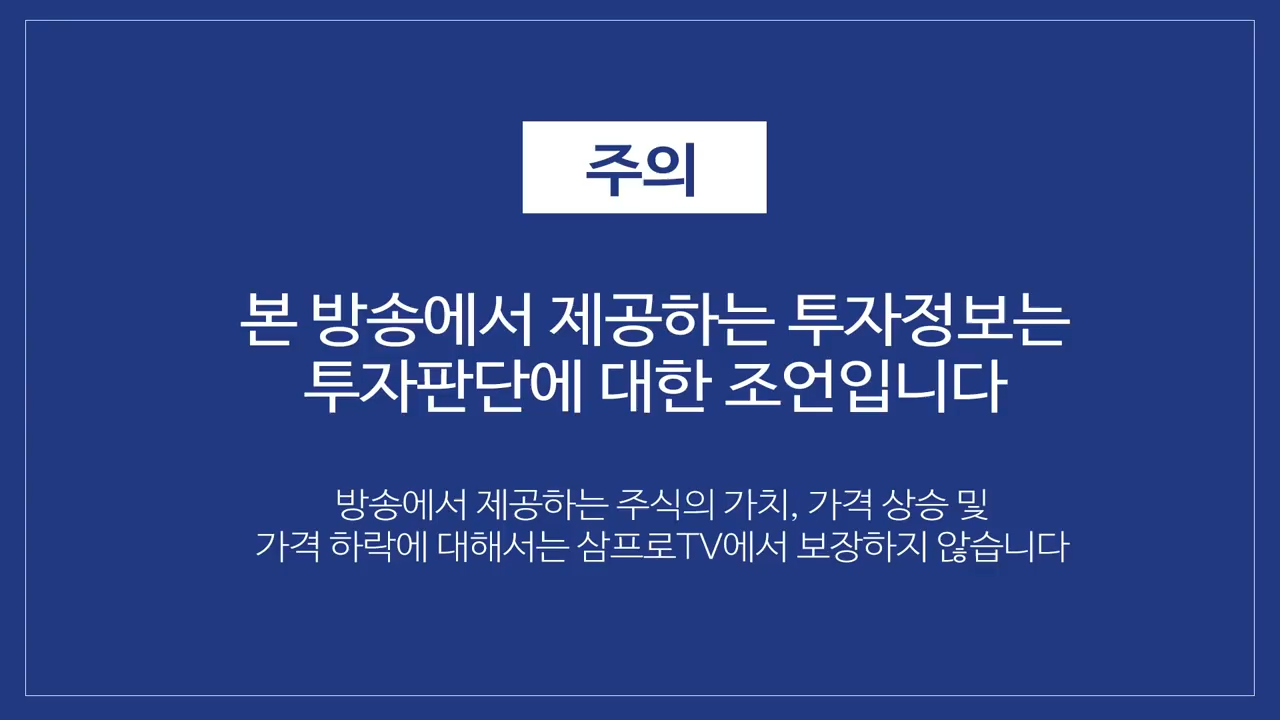 주의
본 방송에서 제공하는 투자정보는
투자판단에 대한 조언입니다
방송에서 제공하는 주식의 가치, 가격 상승 및
가격 하락에 대해서는 삼프로TV에서 보장하지 않습니다